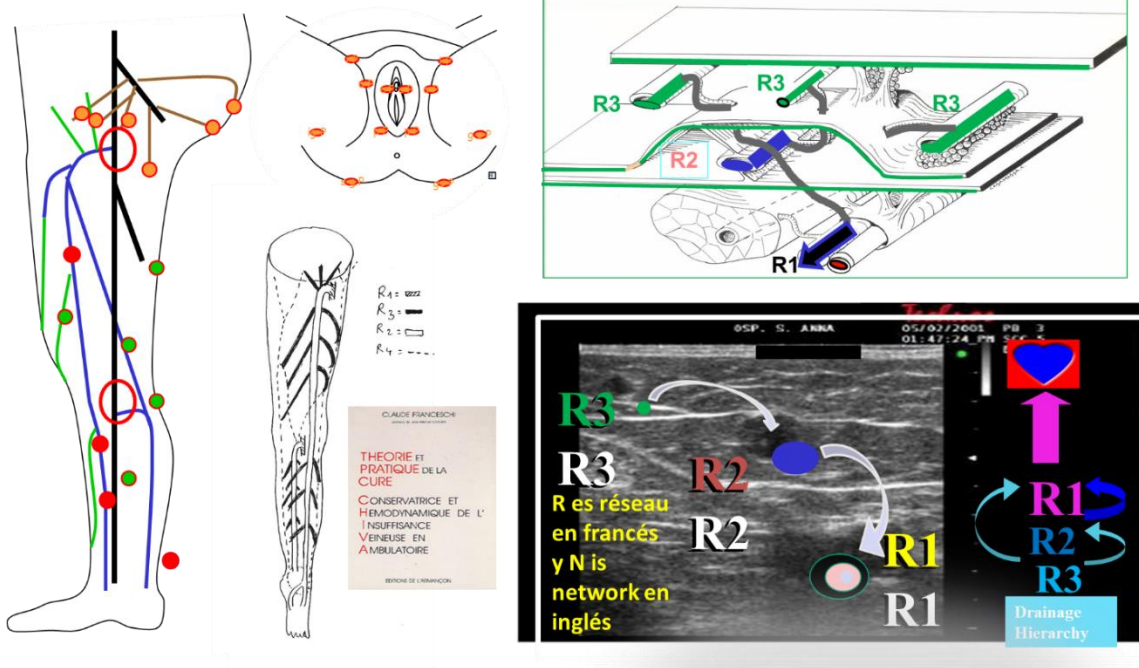 R1=
R3=
R2=
R4=
CLAUDE FRANCESCHI
THEORIE ET
PRATIQUE DE LA
CURE
CONSERVATRICE ET
HEMODYNAMIQUE DE L'
INSUFFISANCE
VEINEUSE EN
AMBULATOIRE
EDITIONS DE L'ARMANÇON
R3
R3
R3
R2
R1
OSP. S. ANNA
05/02/2001
01:47:24 PM
R3
R3
R es réseau
en francés
y N is
network en
inglés
R2
R2
R1
R1
R1
R2
R3
Drainage
Hierarchy